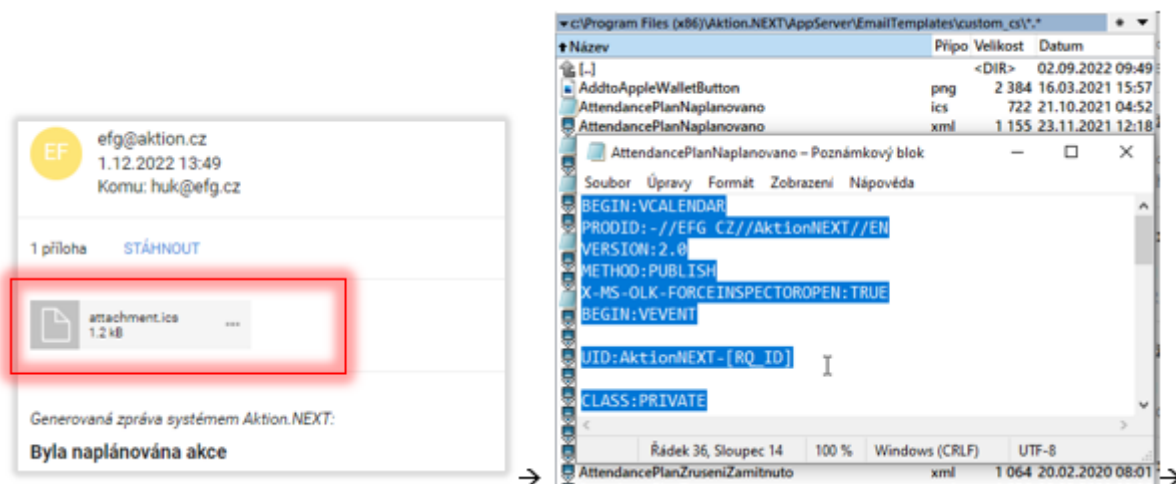 EF
efg@aktion.cz
1.12.2022 13:49
Komu: huk@efg.cz
1 příloha STÁHNOUT
attachment.ics
1.2 kB
Generovaná zpráva systémem Aktion.NEXT:
Byla naplánována akce
→
c:\Program Files (x86)\Aktion.NEXT\AppServer\EmailTemplates\custom_cs\*.*
Název Přípo Velikost Datum
[..] <DIR> 02.09.2022 09:49
AddtoAppleWalletButton png 2 384 16.03.2021 15:57
AttendancePlanNaplanovano ics 722 21.10.2021 04:52
AttendancePlanNaplanovano xml 1 155 23.11.2021 12:18
AttendancePlanNaplanovano – Poznámkový blok
Soubor Úpravy Formát Zobrazení Nápověda
BEGIN:VCALENDAR
PRODID:-//EFG CZ//AktionNEXT//EN
VERSION:2.0
METHOD:PUBLISH
X-MS-OLK-FORCEINSPECTOROPEN:TRUE
BEGIN:VEVENT
UID:AktionNEXT-[RQ_ID]
CLASS:PRIVATE
Řádek 36, Sloupec 14 100 % Windows (CRLF) UTF-8
AttendancePlanZruseniZamitnuto xml 1 064 20.02.2020 08:01
→